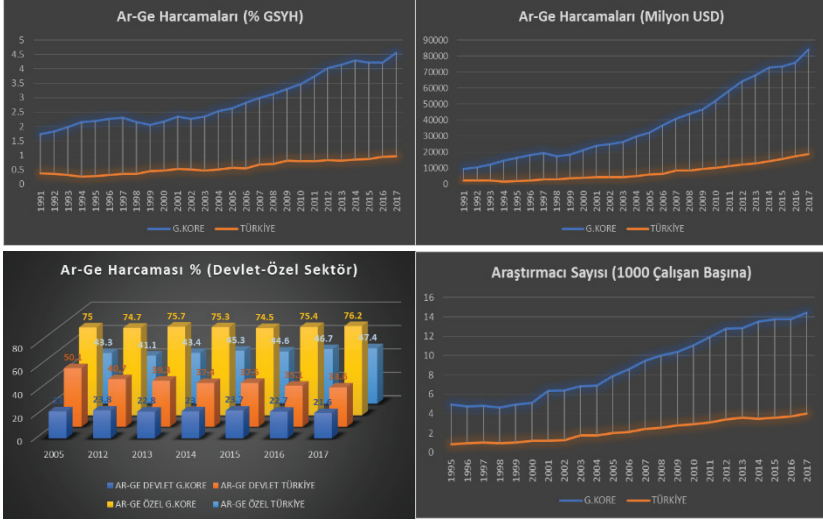 Ar-Ge Harcamaları (% GSYH)
5
4.5
4
3.5
3
2.5
2
1.5
1
0.5
0
1991 1992 1993 1994 1995 1996 1997 1998 1999 2000 2001 2002 2003 2004 2005 2006 2007 2008 2009 2010 2011 2012 2013 2014 2015 2016 2017
G.KORE TÜRKİYE
Ar-Ge Harcamaları (Milyon USD)
90000
80000
70000
60000
50000
40000
30000
20000
10000
0
1991 1992 1993 1994 1995 1996 1997 1998 1999 2000 2001 2002 2003 2004 2005 2006 2007 2008 2009 2010 2011 2012 2013 2014 2015 2016 2017
G.KORE TÜRKİYE
Ar-Ge Harcaması % (Devlet-Özel Sektör)
75 74.7 75.7 75.3 74.5 75.4 76.2
43.3 41.1 43.4 45.3 44.6 46.7 47.4
23.8 22.8 23 23.7 22.7 21.6
80
60
40
20
0
2005 2012 2013 2014 2015 2016 2017
AR-GE DEVLET G.KORE AR-GE DEVLET TÜRKİYE
AR-GE ÖZEL G.KORE AR-GE ÖZEL TÜRKİYE
Araştırmacı Sayısı (1000 Çalışan Başına)
16
14
12
10
8
6
4
2
0
1995 1996 1997 1998 1999 2000 2001 2002 2003 2004 2005 2006 2007 2008 2009 2010 2011 2012 2013 2014 2015 2016 2017
G.KORE TÜRKİYE